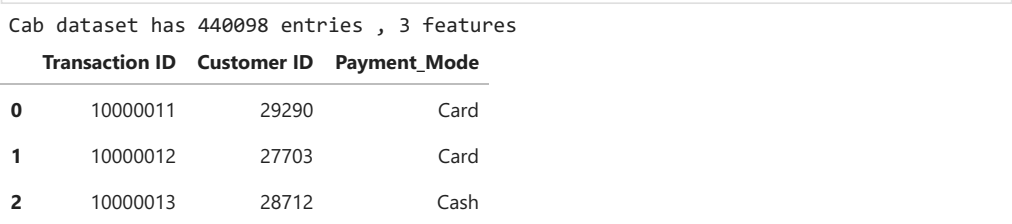 Cab dataset has 440098 entries , 3 features
Transaction ID Customer ID Payment_Mode
0 10000011 29290 Card
1 10000012 27703 Card
2 10000013 28712 Cash